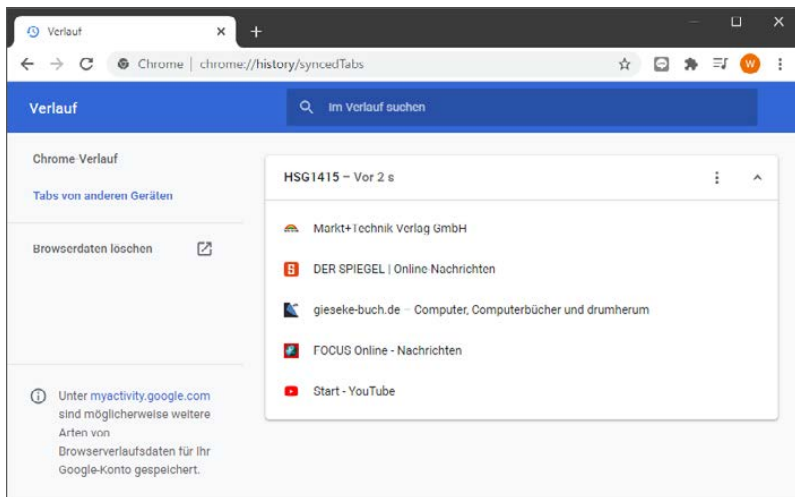 Verlauf
Chrome | chrome://history/syncedTabs
W
Verlauf
Im Verlauf suchen
Chrome-Verlauf
Tabs von anderen Geräten
Browserdaten löschen
HSG1415 – Vor 2 s
Markt+Technik Verlag GmbH
DER SPIEGEL | Online-Nachrichten
gieseke-buch.de – Computer, Computerbücher und drumherum
FOCUS Online - Nachrichten
Start - YouTube
Unter myactivity.google.com
sind möglicherweise weitere
Arten von
Browserverlaufsdaten für Ihr
Google-Konto gespeichert.